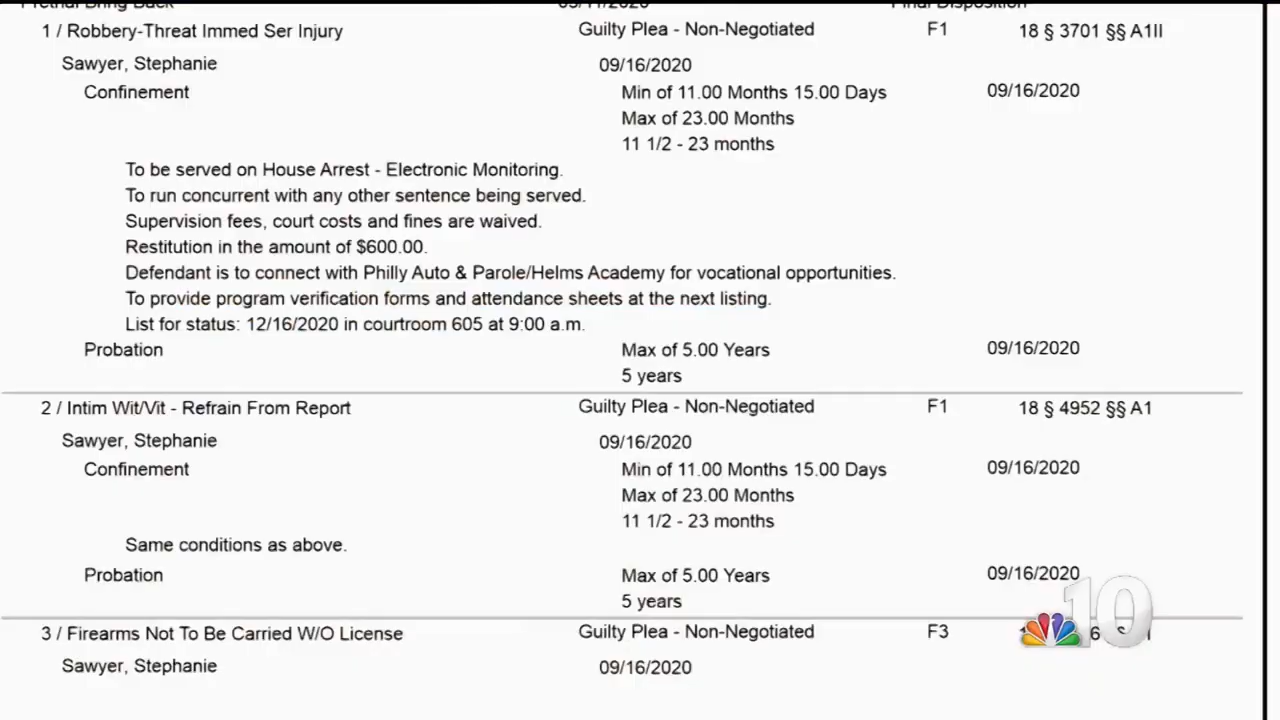 1 / Robbery-Threat Immed Ser Injury Guilty Plea - Non-Negotiated F1 18 § 3701 §§ A1II
Sawyer, Stephanie 09/16/2020
Confinement Min of 11.00 Months 15.00 Days 09/16/2020
Max of 23.00 Months
11 1/2 - 23 months
To be served on House Arrest - Electronic Monitoring.
To run concurrent with any other sentence being served.
Supervision fees, court costs and fines are waived.
Restitution in the amount of $600.00.
Defendant is to connect with Philly Auto & Parole/Helms Academy for vocational opportunities.
To provide program verification forms and attendance sheets at the next listing.
List for status: 12/16/2020 in courtroom 605 at 9:00 a.m.
Probation Max of 5.00 Years 09/16/2020
5 years
2 / Intim Wit/Vit - Refrain From Report Guilty Plea - Non-Negotiated F1 18 § 4952 §§ A1
Sawyer, Stephanie 09/16/2020
Confinement Min of 11.00 Months 15.00 Days 09/16/2020
Max of 23.00 Months
11 1/2 - 23 months
Same conditions as above.
Probation Max of 5.00 Years 09/16/2020
5 years
3 / Firearms Not To Be Carried W/O License Guilty Plea - Non-Negotiated F3
Sawyer, Stephanie 09/16/2020
10